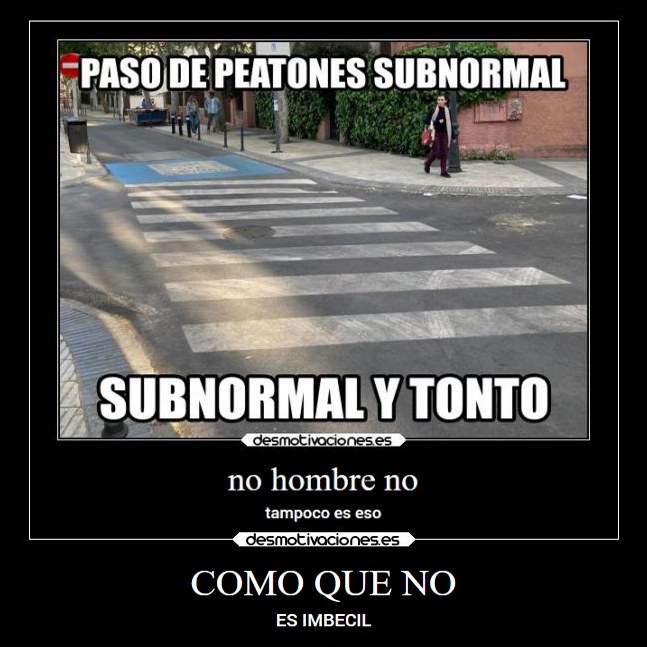 PASO DE PEATONES SUBNORMAL
SUBNORMAL Y TONTO
desmotivaciones.es
no hombre no
tampoco es eso
desmotivaciones.es
COMO QUE NO
ES IMBECIL